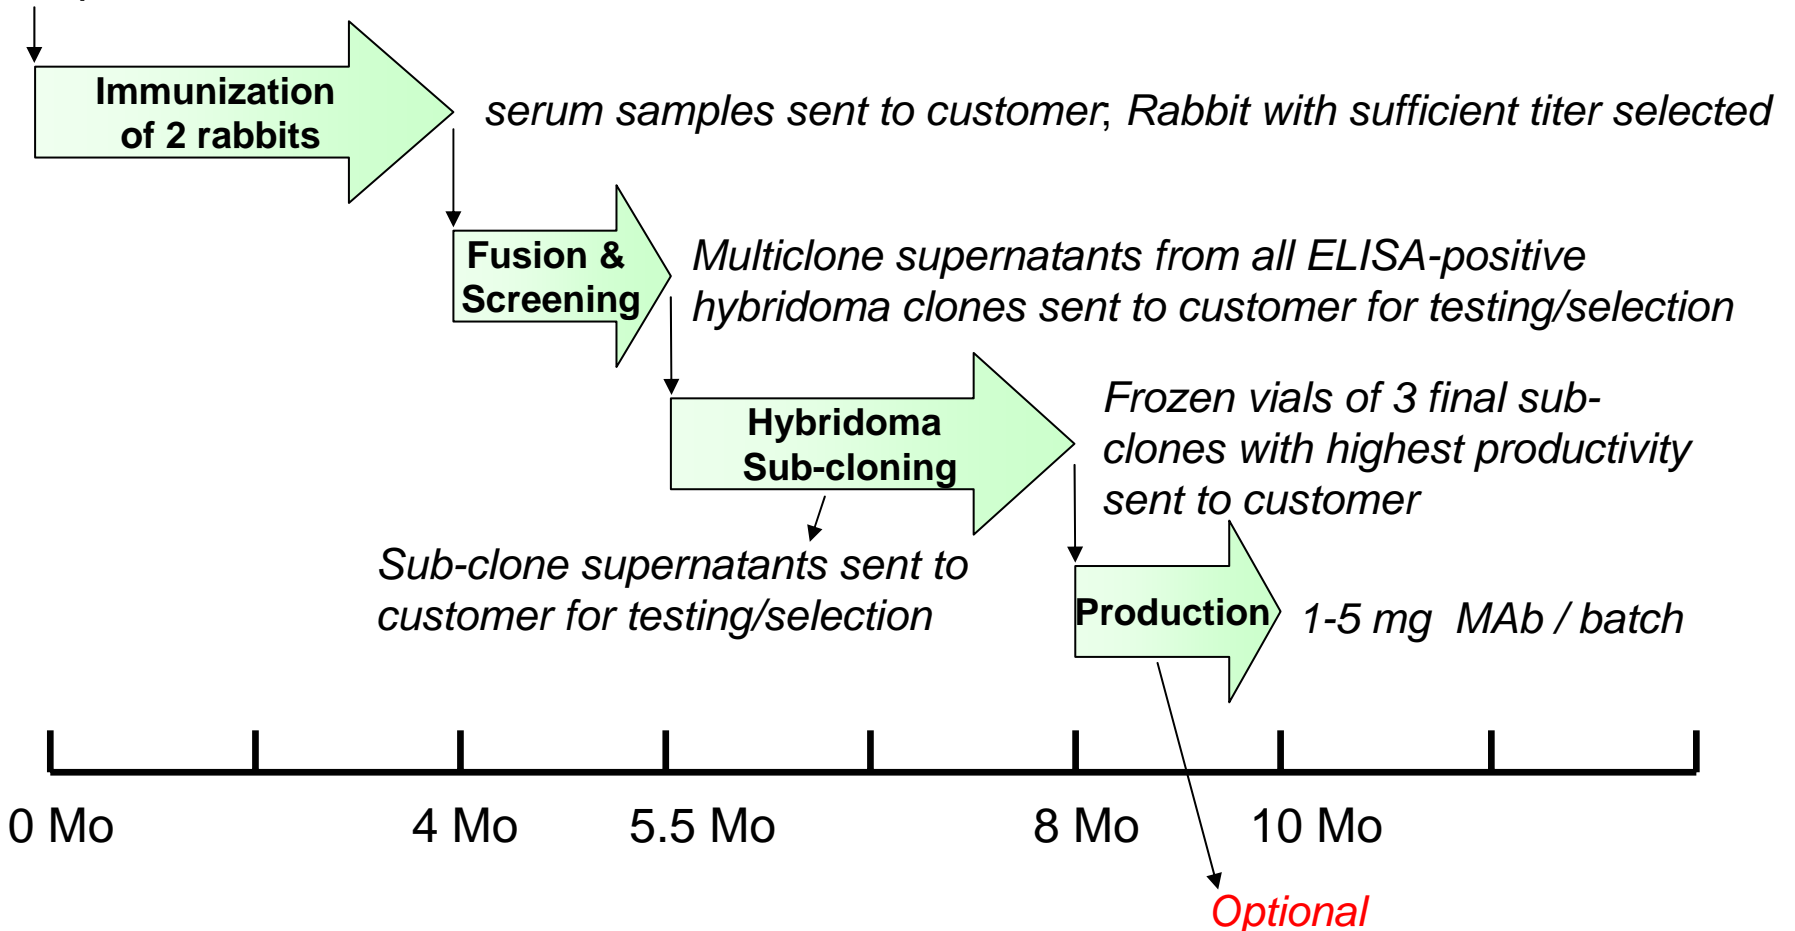 Immunization
of 2 rabbits
serum samples sent to customer; Rabbit with sufficient titer selected
Fusion &
Screening
Multiclone supernatants from all ELISA-positive
hybridoma clones sent to customer for testing/selection
Hybridoma
Sub-cloning
Frozen vials of 3 final sub-
clones with highest productivity
sent to customer
Sub-clone supernatants sent to
customer for testing/selection
Production
1-5 mg MAb / batch
0 Mo
4 Mo
5.5 Mo
8 Mo
10 Mo
Optional